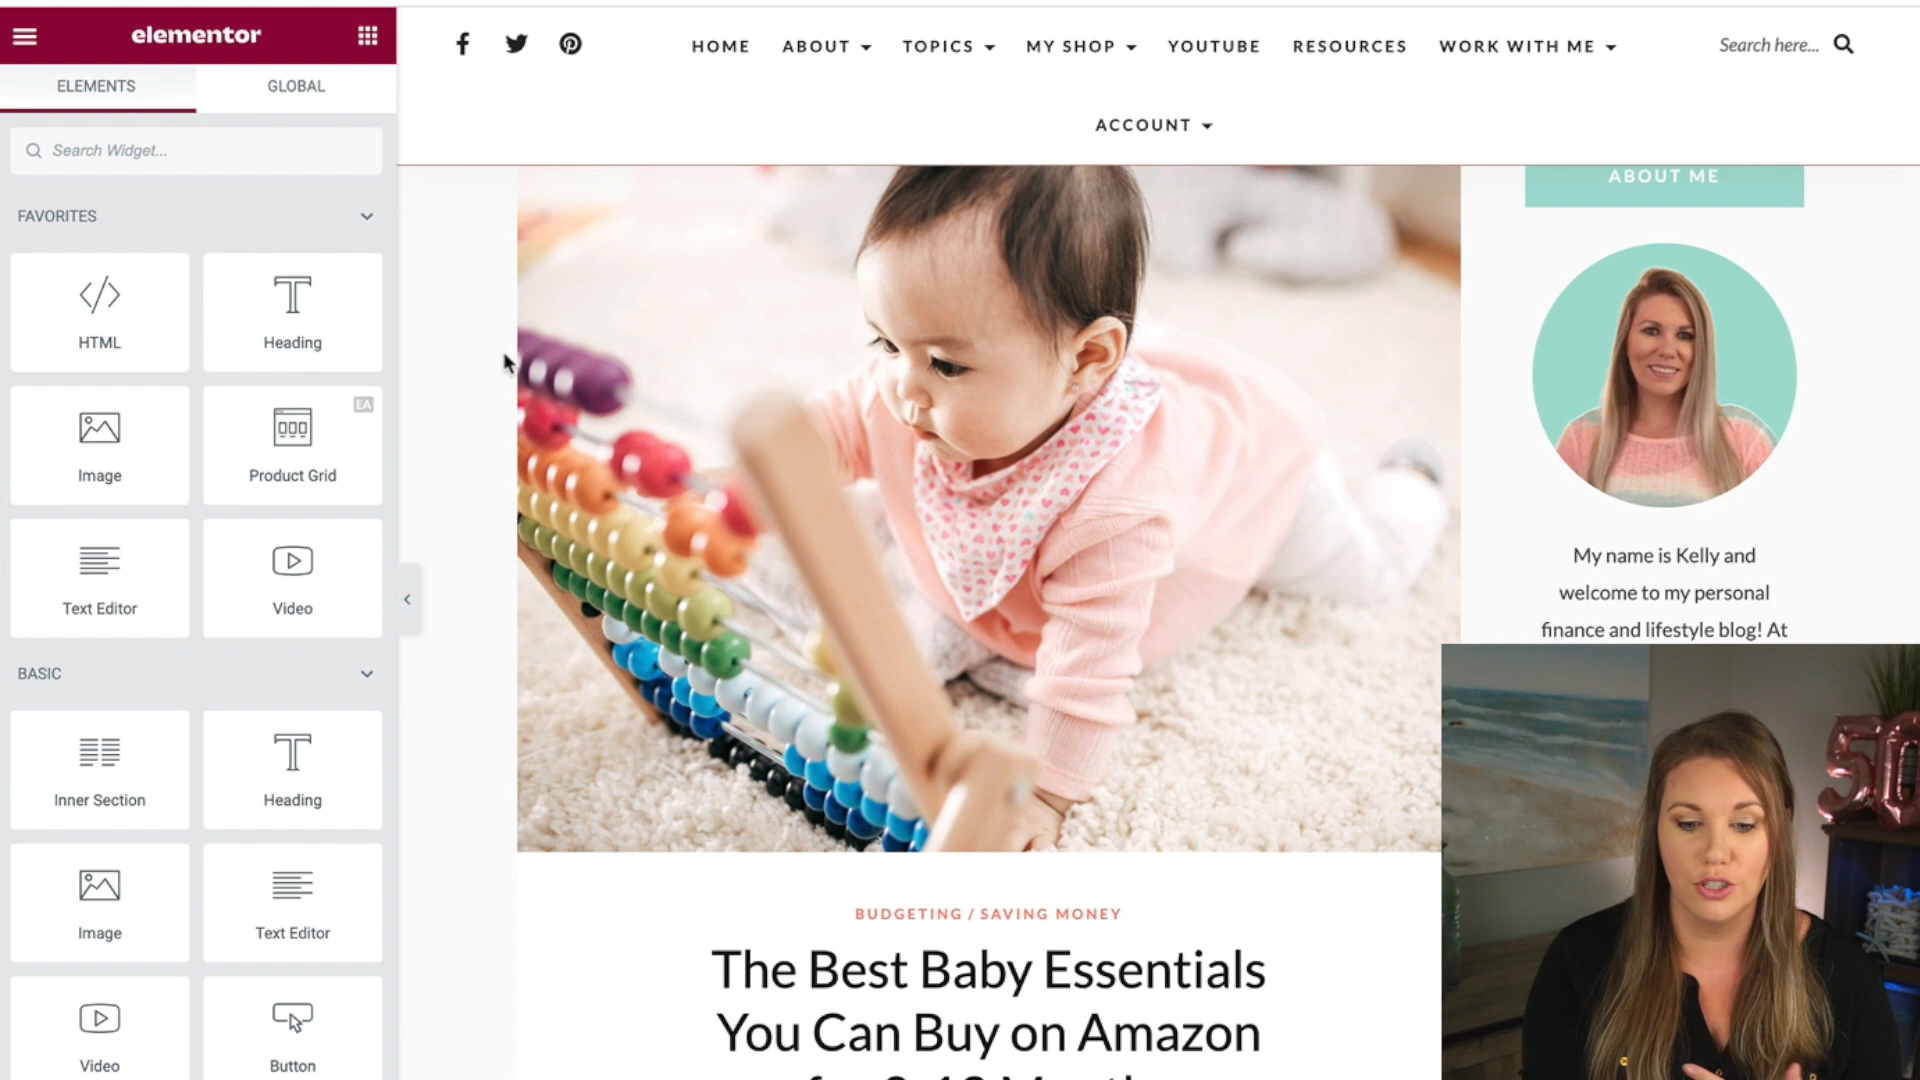 elementor
ELEMENTS
GLOBAL
Search Widget...
FAVORITES
HTML
Heading
Image
EA
Product Grid
Text Editor
Video
BASIC
Inner Section
Heading
Image
Text Editor
Video
Button
HOME
ABOUT
TOPICS
MY SHOP
YOUTUBE
RESOURCES
WORK WITH ME
Search here...
ACCOUNT
ABOUT ME
My name is Kelly and
welcome to my personal
finance and lifestyle blog! At
BUDGETING / SAVING MONEY
The Best Baby Essentials
You Can Buy on Amazon
50